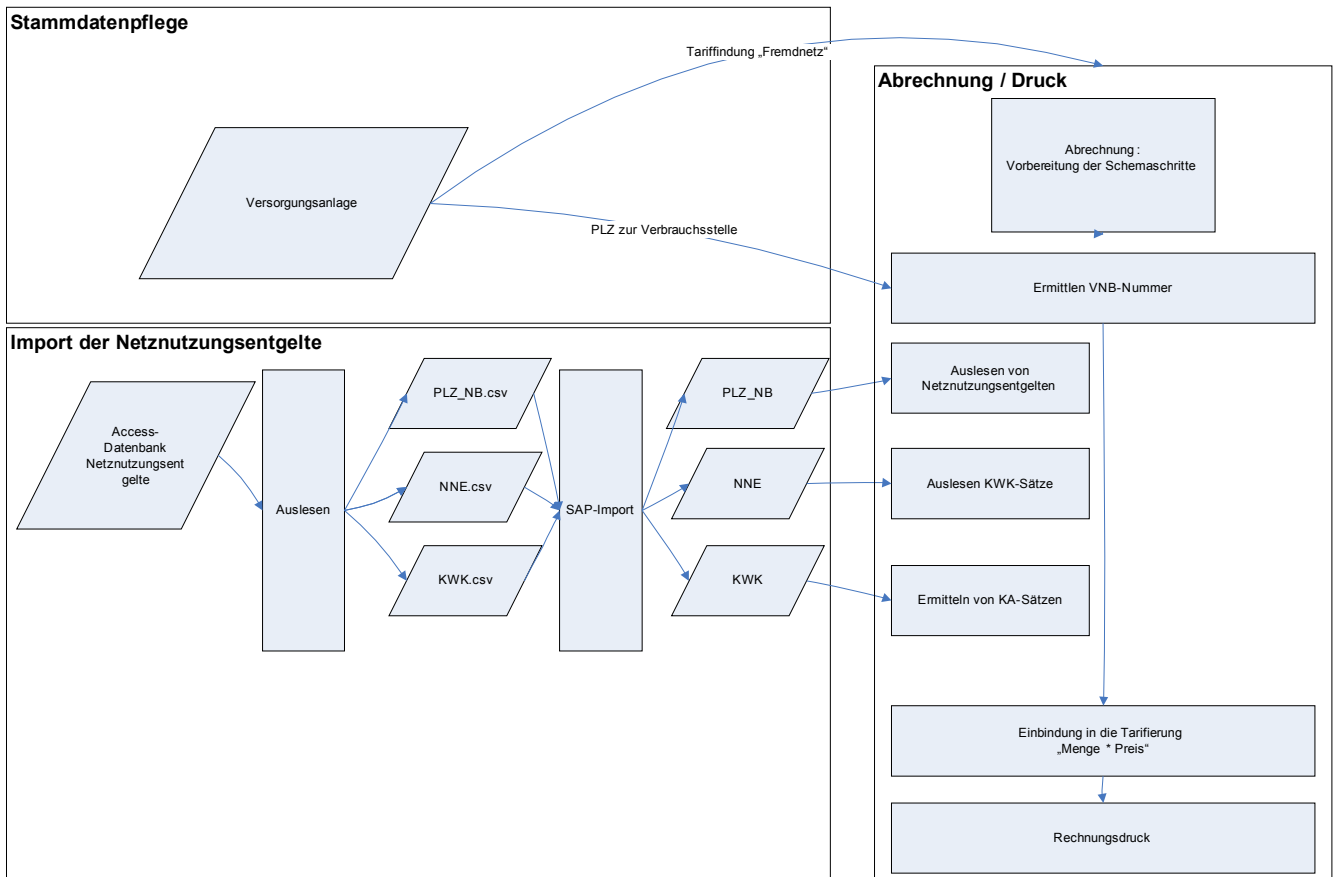 Stammdatenpflege
Tariffindung „Fremdnetz“
Versorgungsanlage
PLZ zur Verbrauchsstelle
Import der Netznutzungsentgelte
Access-
Datenbank
Netznutzungsent
gelte
Auslesen
PLZ_NB.csv
NNE.csv
KWK.csv
SAP-Import
PLZ_NB
NNE
KWK
Abrechnung / Druck
Abrechnung :
Vorbereitung der Schemaschritte
Ermittlen VNB-Nummer
Auslesen von
Netznutzungsentgelten
Auslesen KWK-Sätze
Ermitteln von KA-Sätzen
Einbindung in die Tarifierung
„Menge * Preis“
Rechnungsdruck